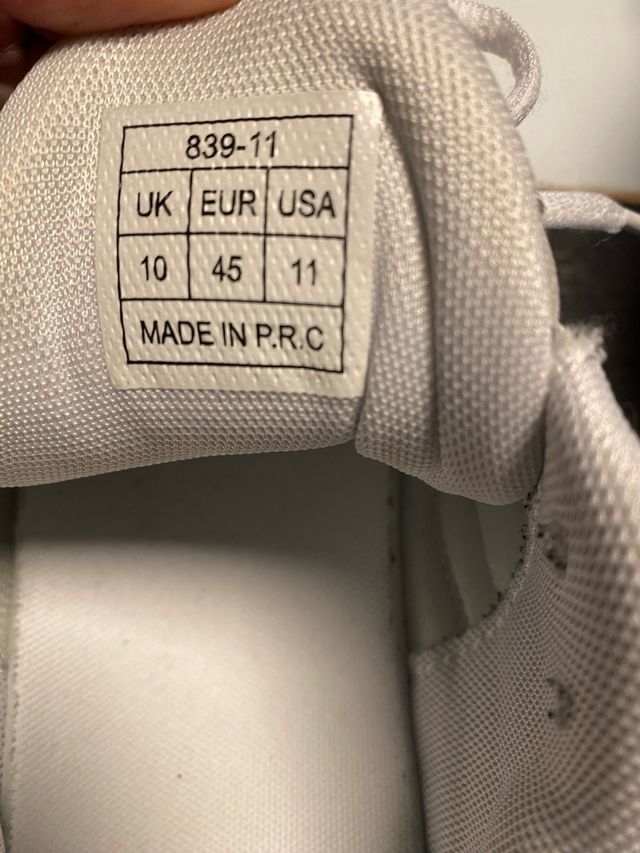 839-11
UK EUR USA
10 45 11
MADE IN P.R.C